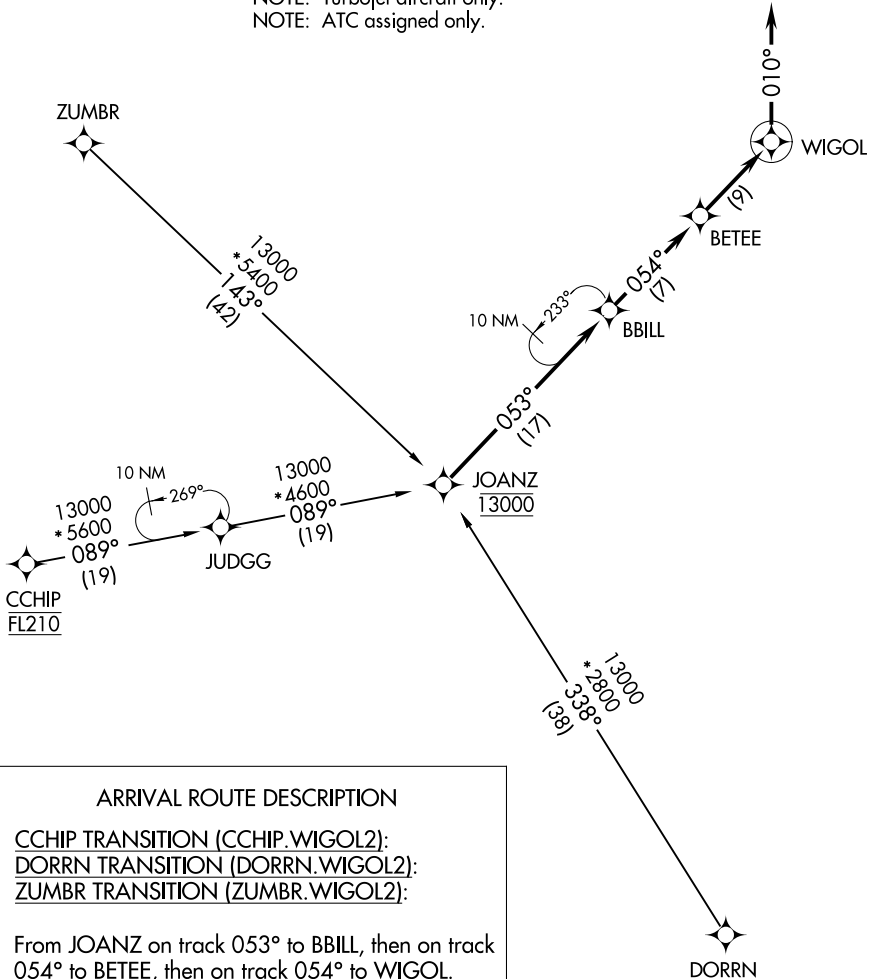 NOTE: Turbojet aircraft only.
NOTE: ATC assigned only.
010°
ZUMBR
WIGOL
(9)
BETEE
13000
*5400
143°
(42)
054°
(7)
10 NM
233°
BBILL
053°
(17)
JOANZ
13000
10 NM
269°
13000
*4600
089°
(19)
13000
*5600
089°
(19)
JUDGG
CCHIP
FL210
13000
*2800
338°
(38)
DORRN
ARRIVAL ROUTE DESCRIPTION
CCHIP TRANSITION (CCHIP.WIGOL2):
DORRN TRANSITION (DORRN.WIGOL2):
ZUMBR TRANSITION (ZUMBR.WIGOL2):
From JOANZ on track 053° to BBILL, then on track
054° to BETEE, then on track 054° to WIGOL.